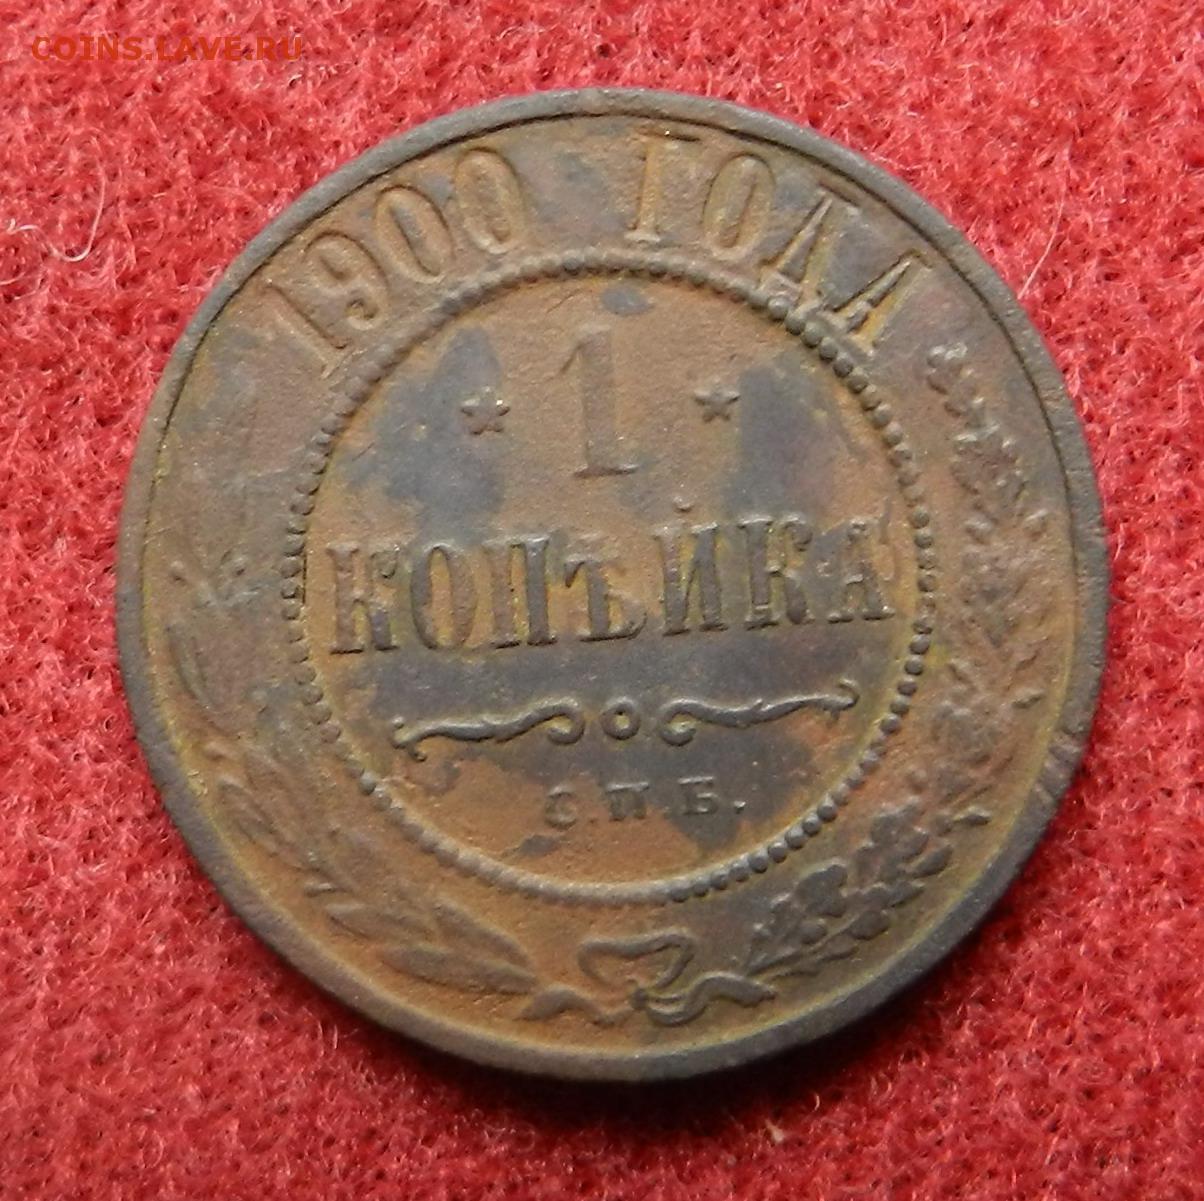 COINS.LAVE.RU
1900 ГОДА
1
КОПѢЙКА
С.П.Б.